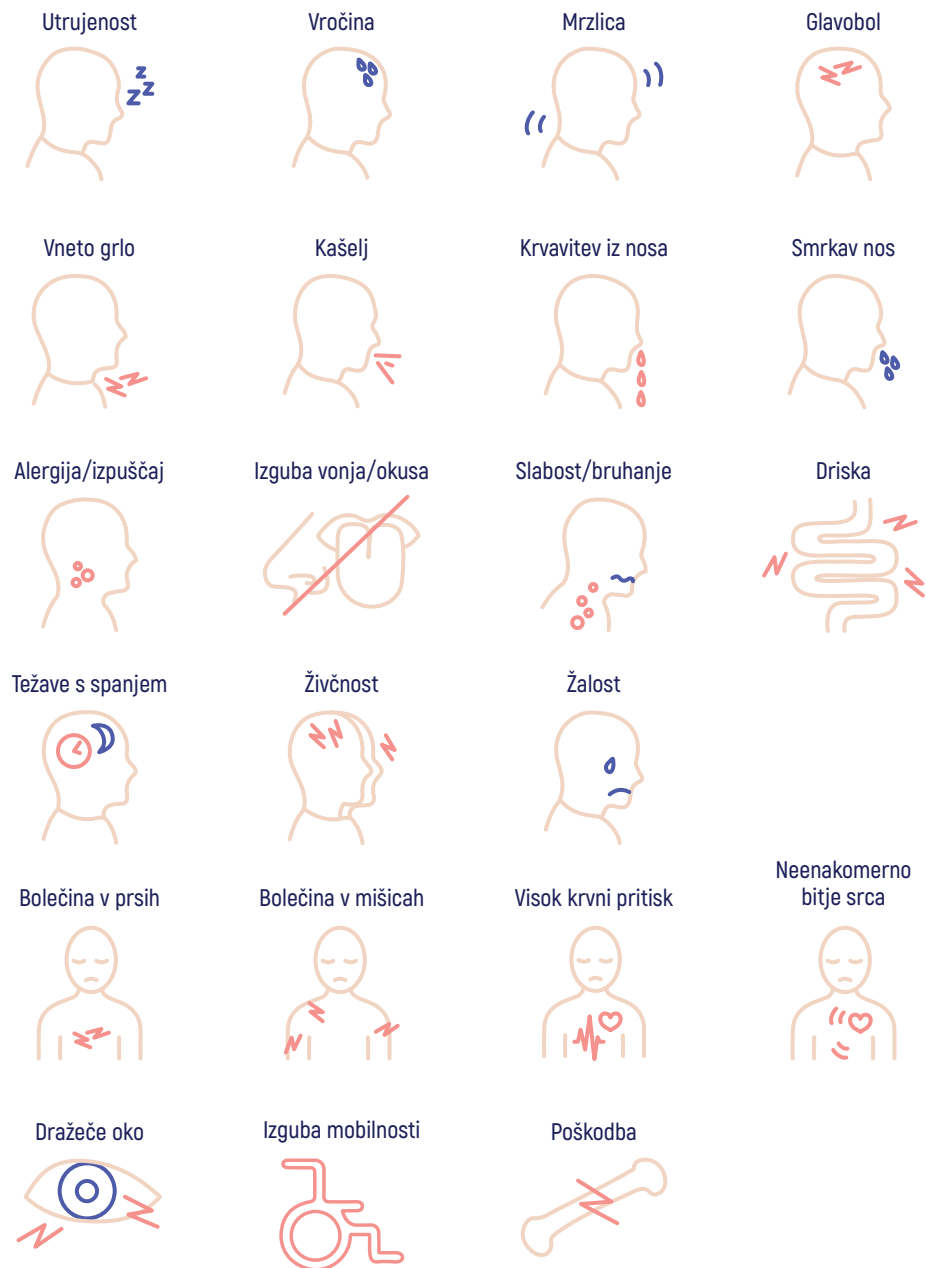 Utrujenost
Vročina
Mrzlica
Glavobol
z
z
z
Vneto grlo
Kašelj
Krvavitev iz nosa
Smrkav nos
Alergija/izpuščaj
Izguba vonja/okusa
Slabost/bruhanje
Driska
Težave s spanjem
Živčnost
Žalost
Bolečina v prsih
Bolečina v mišicah
Visok krvni pritisk
Neenakomerno
bitje srca
Dražeče oko
Izguba mobilnosti
Poškodba